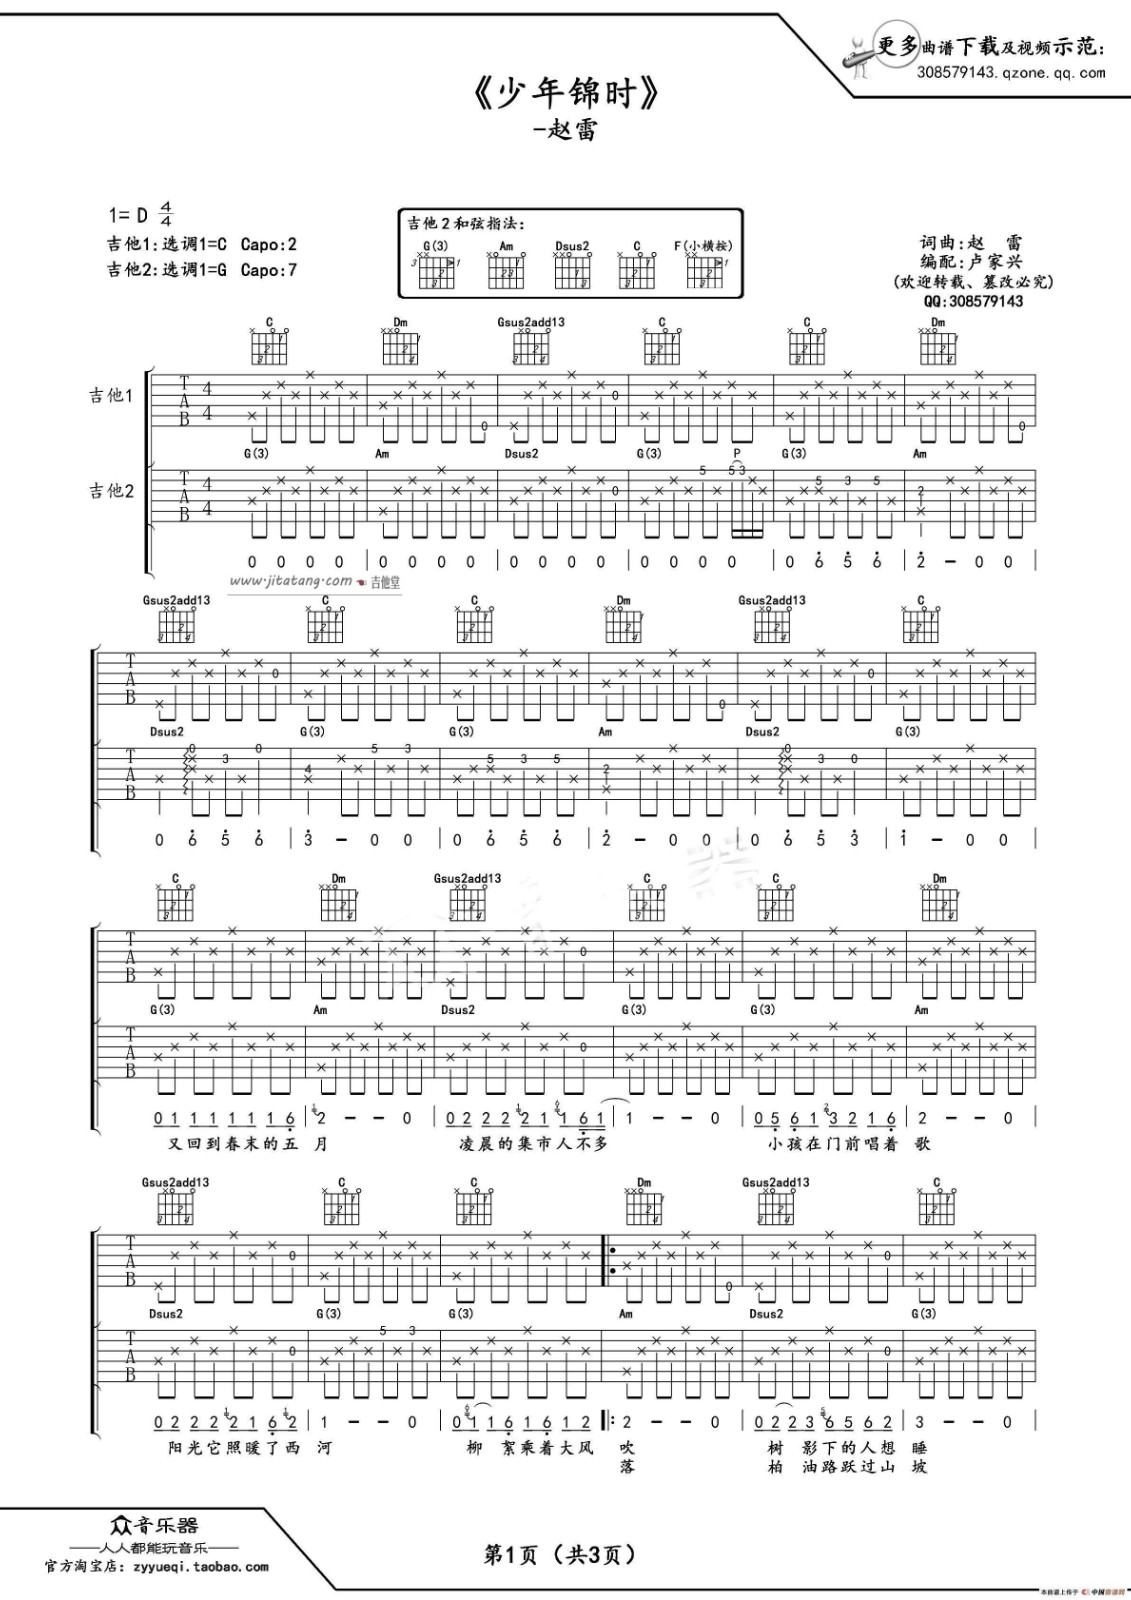 更多曲谱下载及视频示范：
308579143.qzone.qq.com
《少年锦时》
-赵雷
1= D 4/4
吉他1：选调1=C Capo:2
吉他2：选调1=G Capo:7
吉他2和弦指法：
G(3) Am Dsus2 C F(小横按)
词曲：赵 雷
编配：卢家兴
(欢迎转载、篡改必究)
QQ:308579143
C Dm Gsus2add13 C C Dm
吉他1
G(3) Am Dsus2 G(3) P G(3) Am
吉他2
0 0 0 0 | 0 0 0 0 | 0 0 0 0 | 0 0 0 0 | 0 6 5 6 | 2 - 0 0 |
www.jitatang.com 吉他堂
Gsus2add13 C C Dm Gsus2add13 C
Dsus2 G(3) G(3) Am Dsus2 G(3)
0 6 5 6 | 3 - 0 0 | 0 6 5 6 | 2 - 0 0 | 0 6 5 3 | 1 - 0 0 |
C Dm Gsus2add13 C C Dm
G(3) Am Dsus2 G(3) G(3) Am
0 1 1 1 1 1 1 6 | 2 - - 0 | 0 2 2 2 2 1 1 6 1 | 1 - - 0 | 0 5 6 1 3 2 1 6 | 2 - - 0 |
又回到春末的五 月 凌晨的集市人不多 小孩在门前唱着 歌
Gsus2add13 C C Dm Gsus2add13 C
Dsus2 G(3) G(3) Am Dsus2 G(3)
0 2 2 2 2 1 6 2 | 1 - - 0 | 0 1 1 6 1 6 1 2 |: 2 - - 0 | 0 2 2 3 6 5 6 2 | 3 - - 0 |
阳光它照暖了西 河 柳 絮乘着大风 吹 树 影下的人想 睡
落 柏 油路跃过山 坡
众音乐器
——人人都能玩音乐——
官方淘宝店：zyyueqi.taobao.com
第1页（共3页）
本曲谱上传于 中国曲谱网